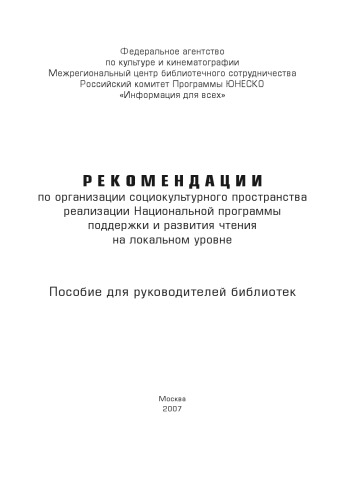 Федеральное агентство
по культуре и кинематографии
Межрегиональный центр библиотечного сотрудничества
Российский комитет Программы ЮНЕСКО
«Информация для всех»
РЕКОМЕНДАЦИИ
по организации социокультурного пространства
реализации Национальной программы
поддержки и развития чтения
на локальном уровне
Пособие для руководителей библиотек
Москва
2007